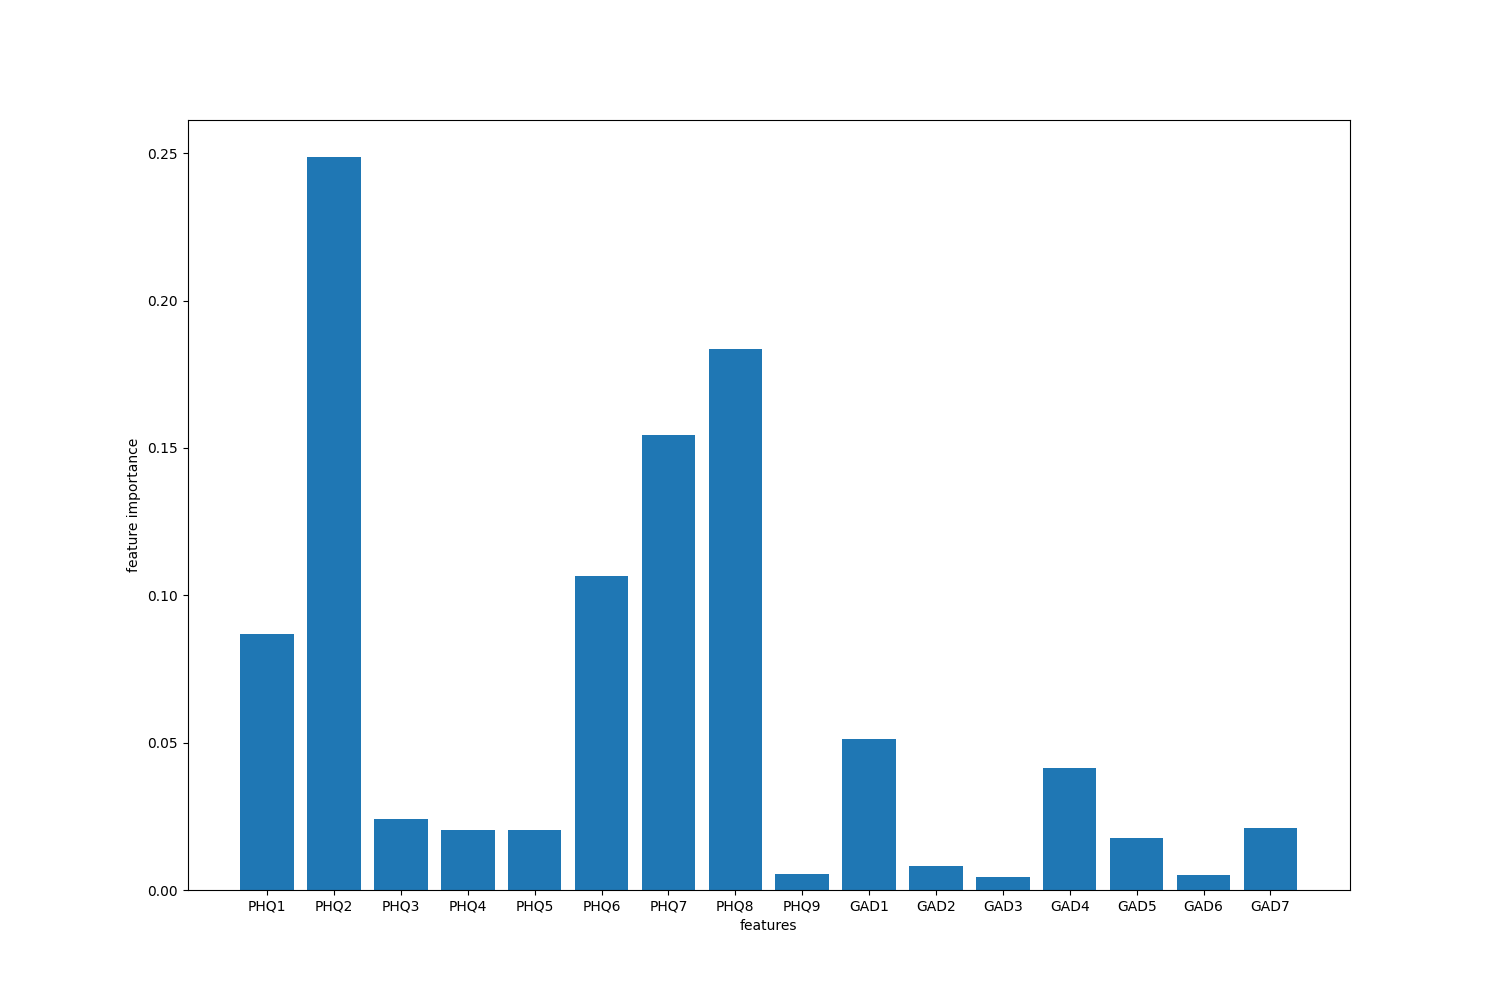 0.25
0.20
0.15
0.10
0.05
0.00
feature importance
PHQ1 PHQ2 PHQ3 PHQ4 PHQ5 PHQ6 PHQ7 PHQ8 PHQ9 GAD1 GAD2 GAD3 GAD4 GAD5 GAD6 GAD7
features